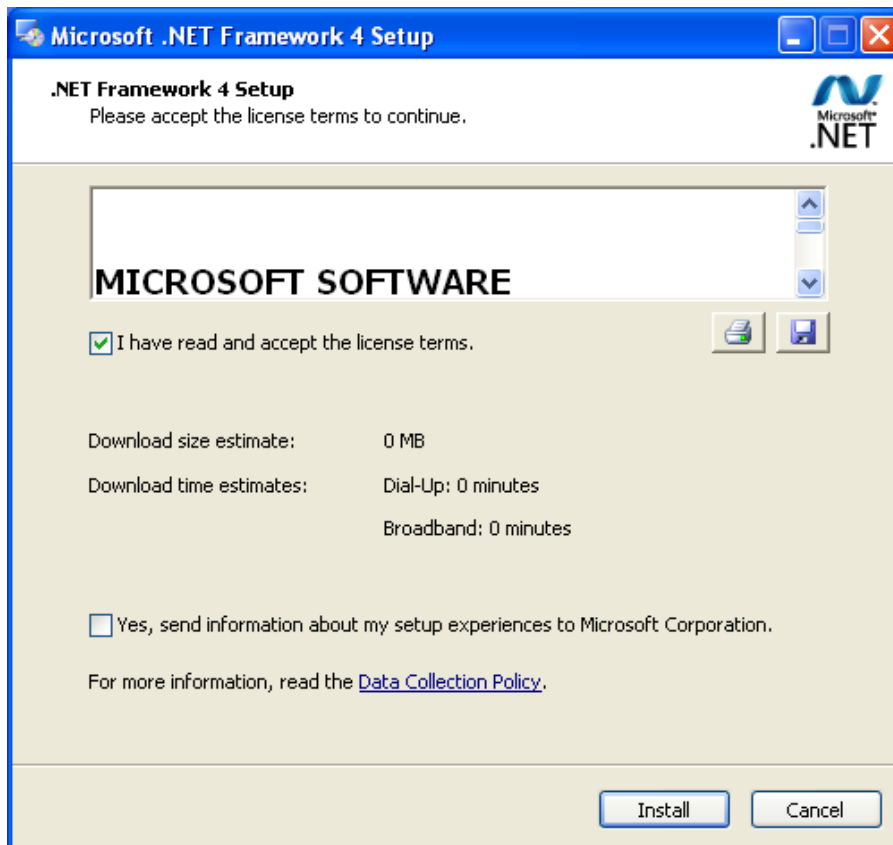 Microsoft .NET Framework 4 Setup
.NET Framework 4 Setup
Please accept the license terms to continue.
Microsoft®
.NET
MICROSOFT SOFTWARE
I have read and accept the license terms.
Download size estimate: 0 MB
Download time estimates: Dial-Up: 0 minutes
Broadband: 0 minutes
Yes, send information about my setup experiences to Microsoft Corporation.
For more information, read the Data Collection Policy.
Install Cancel